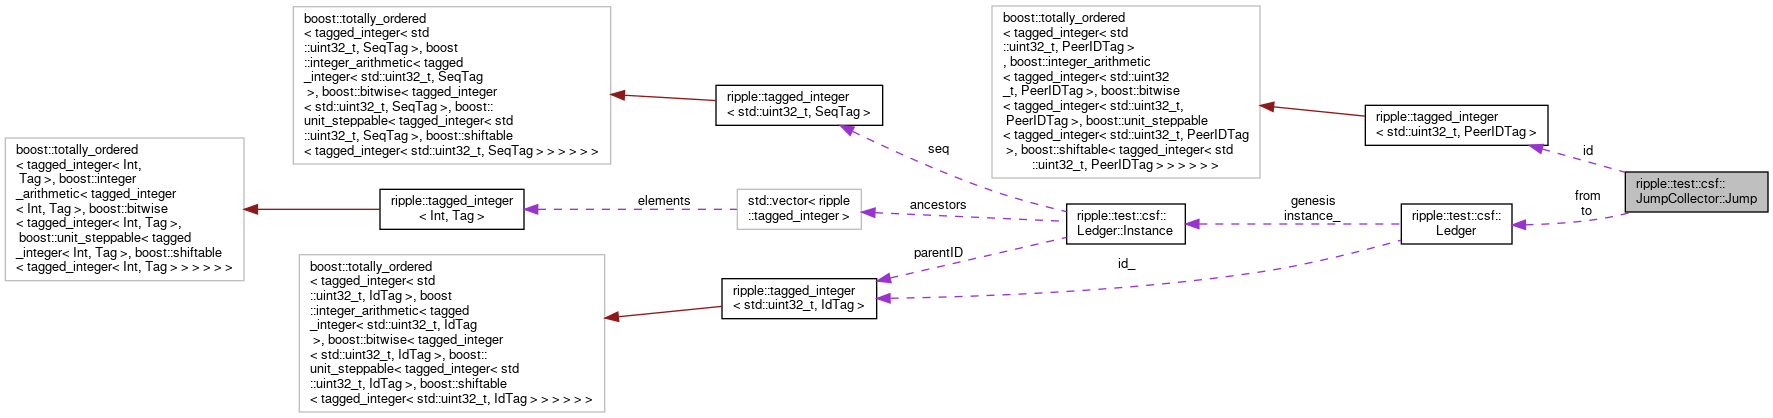 boost::totally_ordered
< tagged_integer< Int,
Tag >, boost::integer
_arithmetic< tagged_integer
< Int, Tag >, boost::bitwise
< tagged_integer< Int, Tag >,
boost::unit_steppable< tagged
_integer< Int, Tag >, boost::shiftable
< tagged_integer< Int, Tag > > > > > >
boost::totally_ordered
< tagged_integer< std
::uint32_t, SeqTag >, boost
::integer_arithmetic< tagged
_integer< std::uint32_t, SeqTag
>, boost::bitwise< tagged_integer
< std::uint32_t, SeqTag >, boost::
unit_steppable< tagged_integer< std
::uint32_t, SeqTag >, boost::shiftable
< tagged_integer< std::uint32_t, SeqTag > > > > > >
ripple::tagged_integer
< Int, Tag >
boost::totally_ordered
< tagged_integer< std
::uint32_t, IdTag >, boost
::integer_arithmetic< tagged
_integer< std::uint32_t, IdTag
>, boost::bitwise< tagged_integer
< std::uint32_t, IdTag >, boost::
unit_steppable< tagged_integer< std
::uint32_t, IdTag >, boost::shiftable
< tagged_integer< std::uint32_t, IdTag > > > > > >
elements
ripple::tagged_integer
< std::uint32_t, SeqTag >
std::vector< ripple
::tagged_integer >
ripple::tagged_integer
< std::uint32_t, IdTag >
seq
ancestors
parentID
boost::totally_ordered
< tagged_integer< std
::uint32_t, PeerIDTag >
, boost::integer_arithmetic
< tagged_integer< std::uint32
_t, PeerIDTag >, boost::bitwise
< tagged_integer< std::uint32_t,
PeerIDTag >, boost::unit_steppable
< tagged_integer< std::uint32_t, PeerIDTag
>, boost::shiftable< tagged_integer< std
::uint32_t, PeerIDTag > > > > > >
ripple::test::csf::
Ledger::Instance
genesis
instance_
id_
ripple::tagged_integer
< std::uint32_t, PeerIDTag >
ripple::test::csf::
Ledger
id
from
to
ripple::test::csf::
JumpCollector::Jump